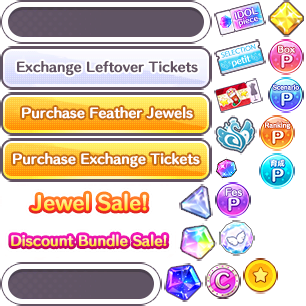 IDOL
piece
Exchange Leftover Tickets
SELECTION
petit
Box
P
Purchase Feather Jewels
Scenario
P
Ranking
P
Purchase Exchange Tickets
育成
P
Jewel Sale!
Fes
P
Discount Bundle Sale!
C